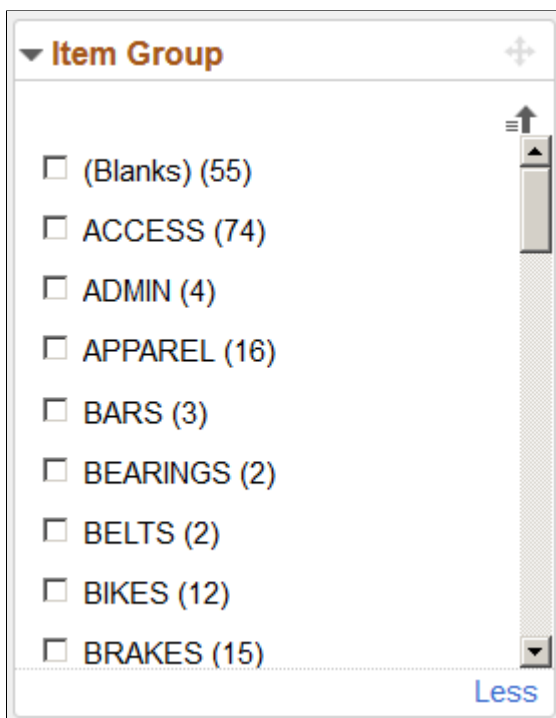 Item Group
(Blanks) (55)
ACCESS (74)
ADMIN (4)
APPAREL (16)
BARS (3)
BEARINGS (2)
BELTS (2)
BIKES (12)
BRAKES (15)
Less